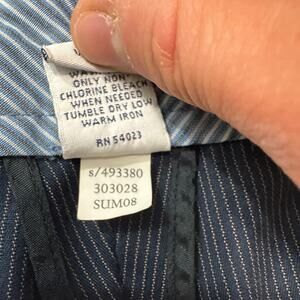 ONLY NON-
CHLORINE BLEACH
WHEN NEEDED
TUMBLE DRY LOW
WARM IRON
RN 54023
s/493380
303028
SUM08